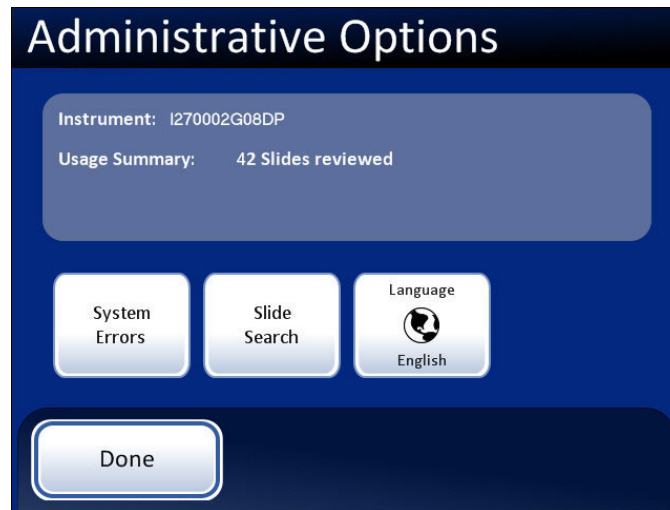 Administrative Options
Instrument: I270002G08DP
Usage Summary: 42 Slides reviewed
System
Errors
Slide
Search
Language
English
Done